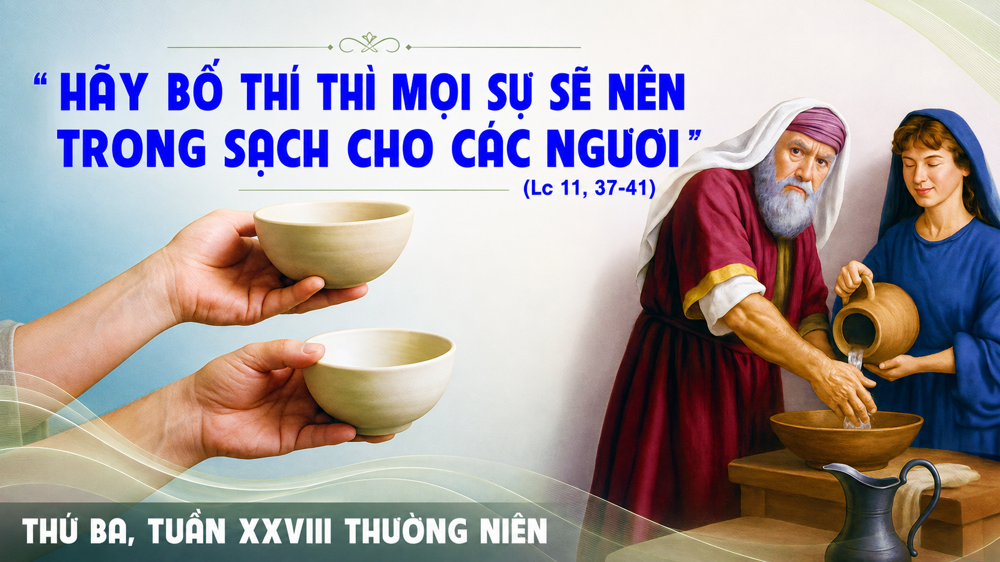 “ HÃY BỐ THÍ THÌ MỌI SỰ SẼ NÊN
TRONG SẠCH CHO CÁC NGƯƠI ”
(Lc 11, 37-41)
THỨ BA, TUẦN XXVIII THƯỜNG NIÊN